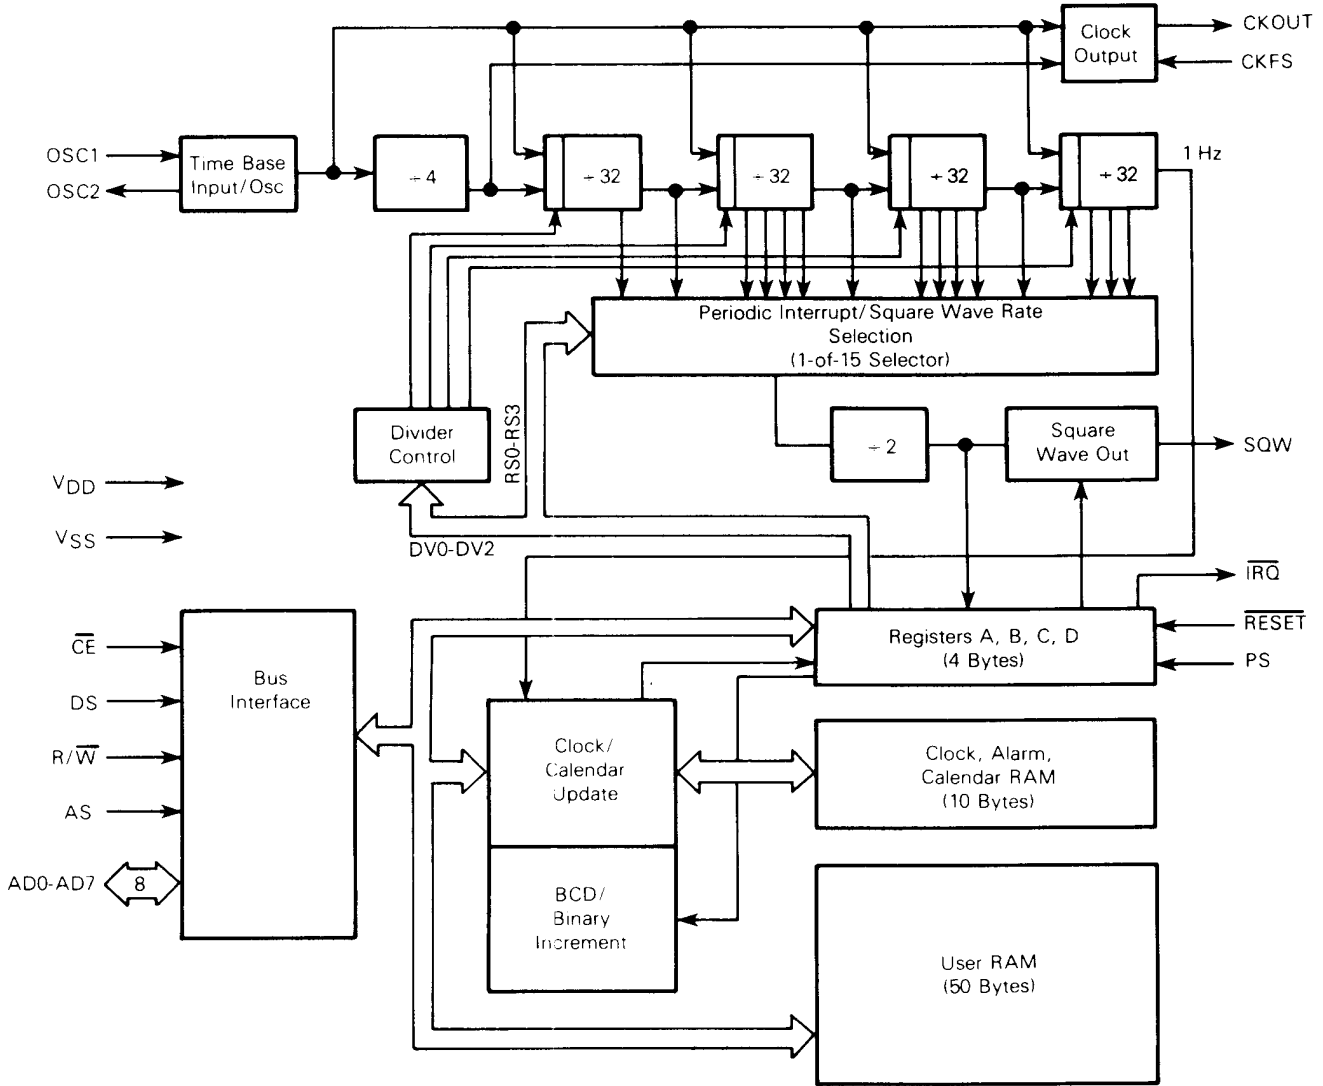 Clock
Output
CKOUT
CKFS
OSC1
OSC2
Time Base
Input/Osc
÷4
÷32
÷32
÷32
÷32
1 Hz
Periodic Interrupt/Square Wave Rate
Selection
(1-of-15 Selector)
Divider
Control
RS0-RS3
÷2
Square
Wave Out
SQW
VDD
VSS
DV0-DV2
IRQ
RESET
PS
Registers A, B, C, D
(4 Bytes)
CE
DS
R/W
AS
AD0-AD7
8
Bus
Interface
Clock/
Calendar
Update
Clock, Alarm,
Calendar RAM
(10 Bytes)
BCD/
Binary
Increment
User RAM
(50 Bytes)